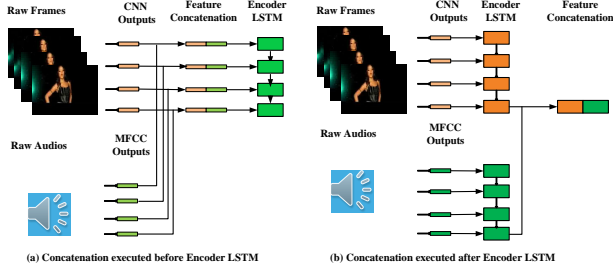 Raw Frames
CNN
Outputs
Feature
Concatenation
Encoder
LSTM
Raw Audios
MFCC
Outputs
(a) Concatenation executed before Encoder LSTM
Raw Frames
CNN
Outputs
Encoder
LSTM
Feature
Concatenation
Raw Audios
MFCC
Outputs
(b) Concatenation executed after Encoder LSTM